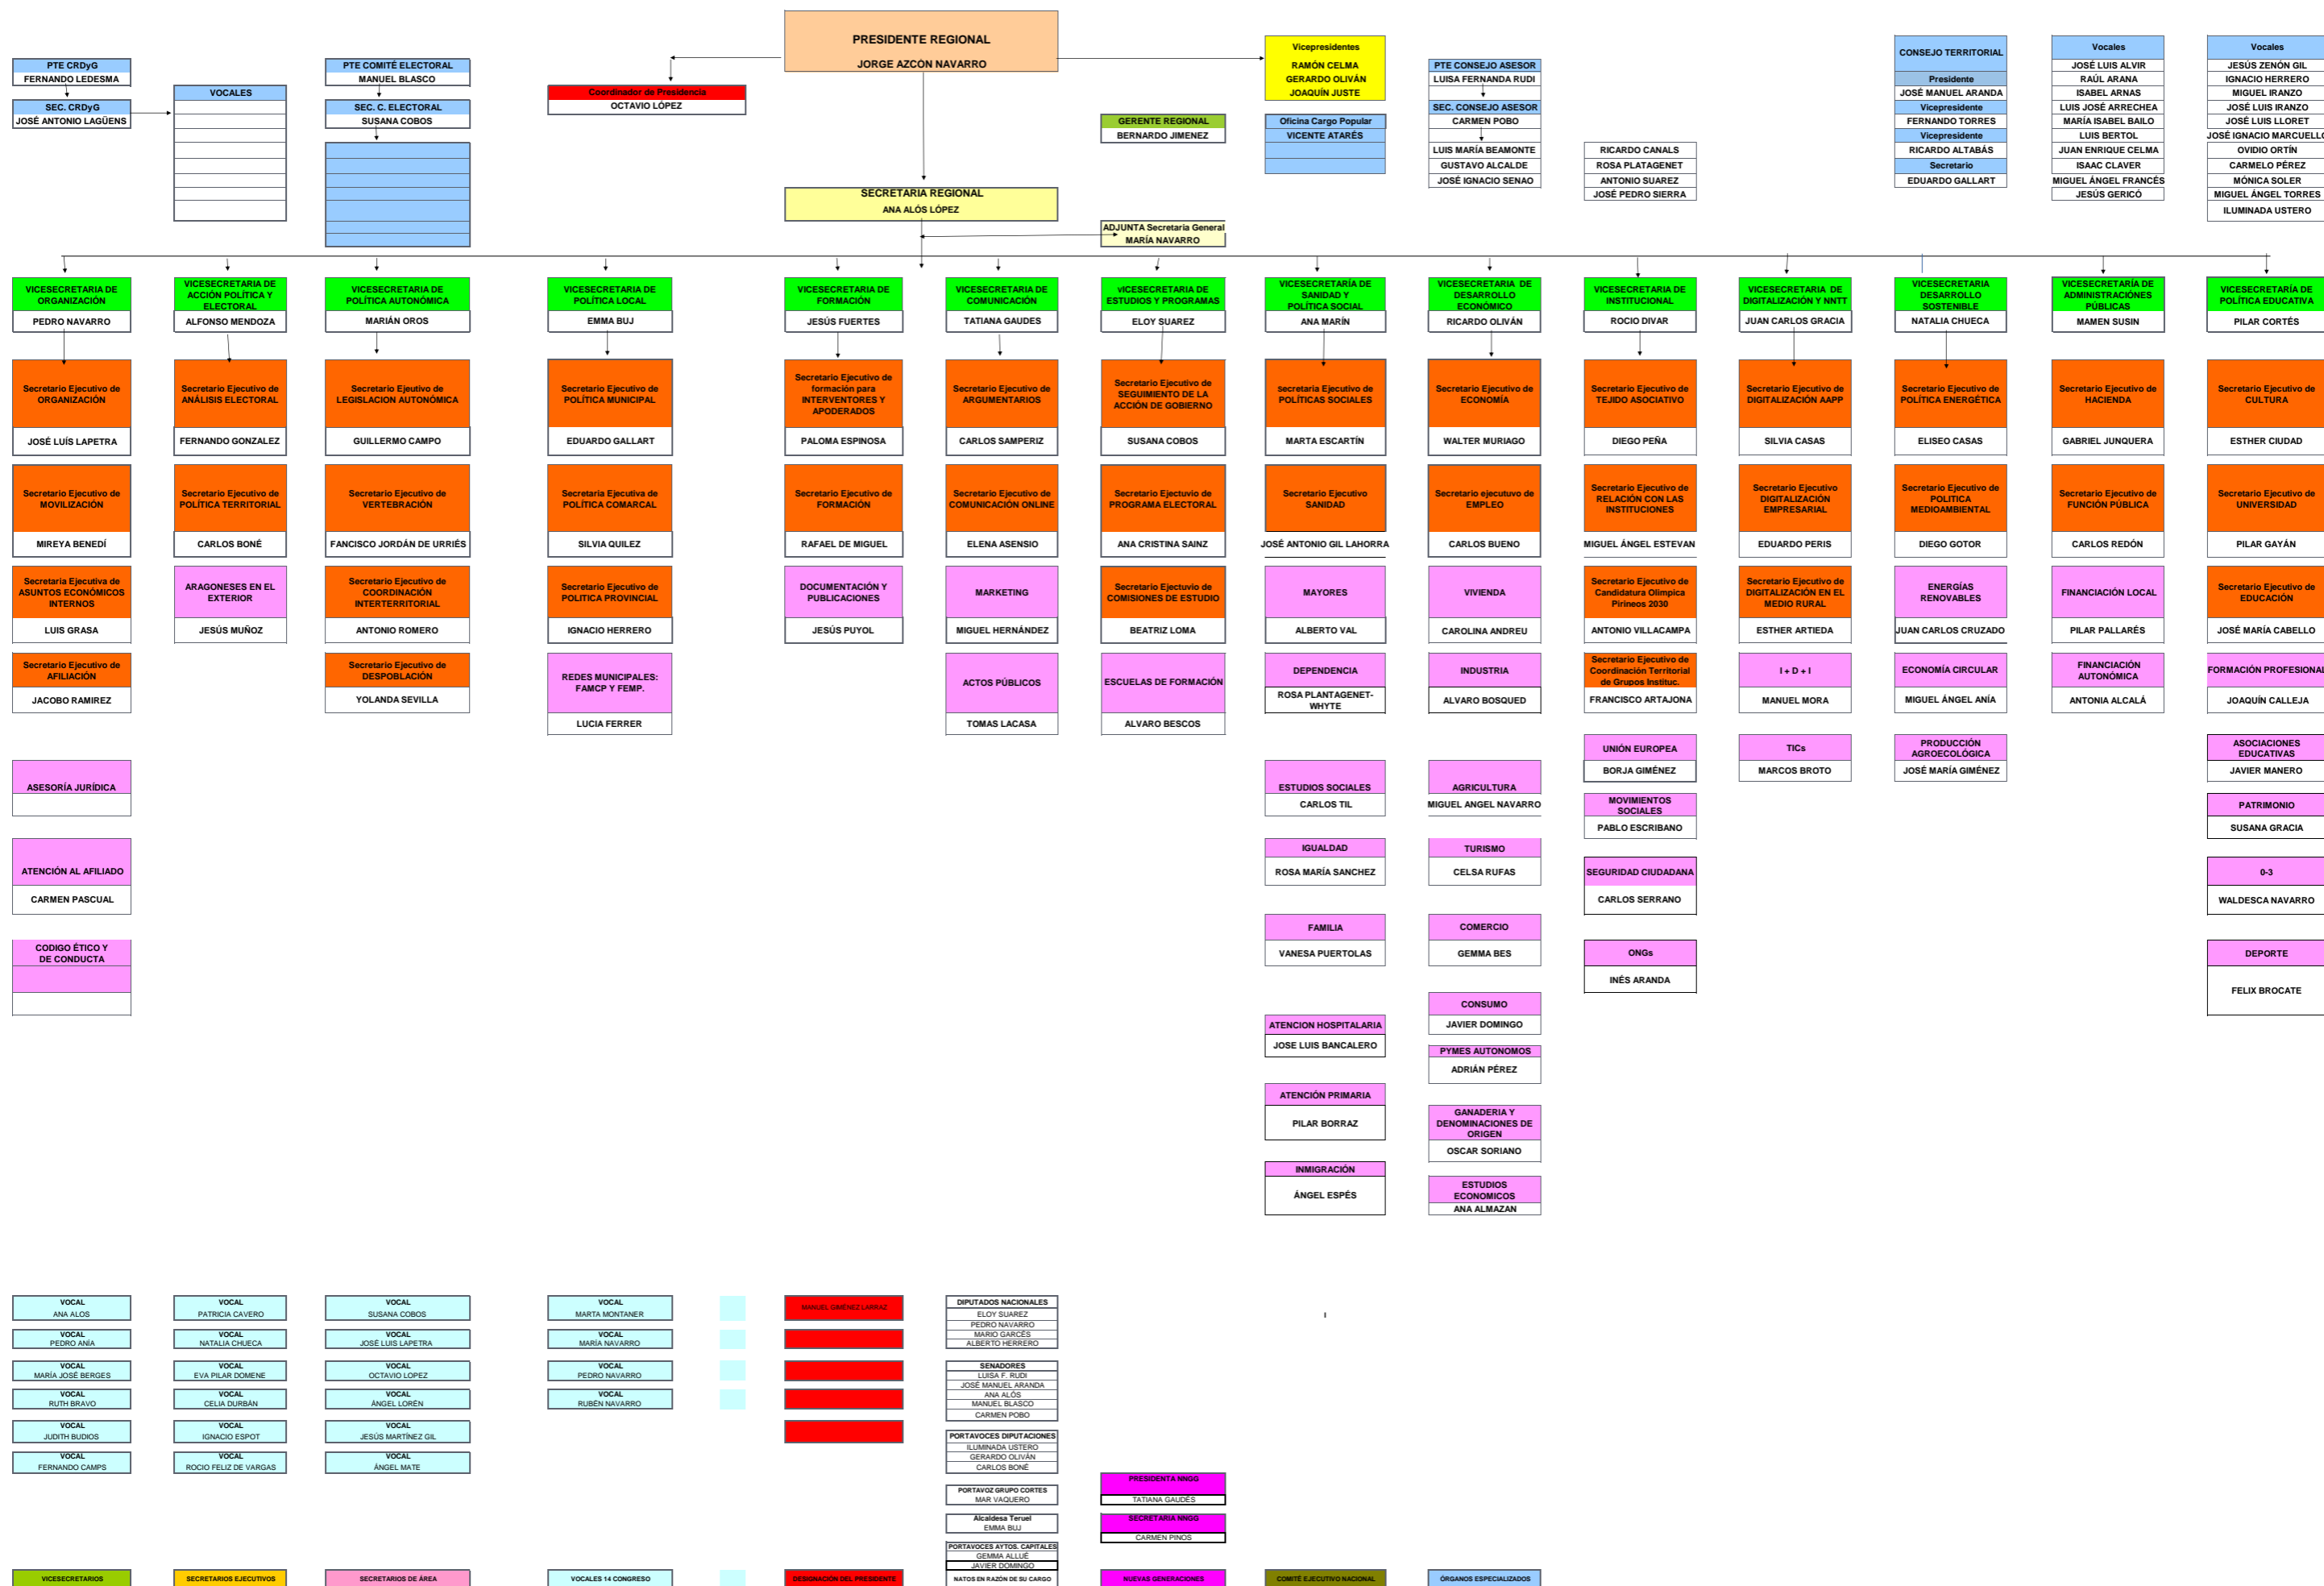 PRESIDENTE REGIONAL
JORGE AZCÓN NAVARRO
PTE CRDyG
FERNANDO LEDESMA
SEC. CRDyG
JOSÉ ANTONIO LAGÜENS
VOCALES
PTE COMITÉ ELECTORAL
MANUEL BLASCO
SEC. C. ELECTORAL
SUSANA COBOS
Coordinador de Presidencia
OCTAVIO LÓPEZ
SECRETARIA REGIONAL
ANA ALÓS LÓPEZ
GERENTE REGIONAL
BERNARDO JIMENEZ
ADJUNTA Secretaria General
MARÍA NAVARRO
Vicepresidentes
RAMÓN CELMA
GERARDO OLIVÁN
JOAQUÍN JUSTE
Oficina Cargo Popular
VICENTE ATARÉS
PTE CONSEJO ASESOR
LUISA FERNANDA RUDI
SEC. CONSEJO ASESOR
CARMEN POBO
LUIS MARÍA BEAMONTE
GUSTAVO ALCALDE
JOSÉ IGNACIO SENAO
RICARDO CANALS
ROSA PLATAGENET
ANTONIO SUAREZ
JOSÉ PEDRO SIERRA
CONSEJO TERRITORIAL
Presidente
JOSÉ MANUEL ARANDA
Vicepresidente
FERNANDO TORRES
Vicepresidente
RICARDO ALTABÁS
Secretario
EDUARDO GALLART
Vocales
JOSÉ LUIS ALVIR
RAÚL ARANA
ISABEL ARNAS
LUIS JOSÉ ARRECHEA
MARÍA ISABEL BAILO
LUIS BERTOL
JUAN ENRIQUE CELMA
ISAAC CLAVER
MIGUEL ÁNGEL FRANCÉS
JESÚS GERICÓ
Vocales
JESÚS ZENÓN GIL
IGNACIO HERRERO
MIGUEL IRANZO
JOSÉ LUIS IRANZO
JOSÉ LUIS LLORET
JOSÉ IGNACIO MARCUELLO
OVIDIO ORTÍN
CARMELO PÉREZ
MÓNICA SOLER
MIGUEL ÁNGEL TORRES
ILUMINADA USTERO
VICESECRETARIA DE
ORGANIZACIÓN
PEDRO NAVARRO
Secretario Ejecutivo de
ORGANIZACIÓN
JOSÉ LUÍS LAPETRA
Secretario Ejecutivo de
MOVILIZACIÓN
MIREYA BENEDÍ
Secretaria Ejecutiva de
ASUNTOS ECONÓMICOS
INTERNOS
LUIS GRASA
Secretario Ejecutivo de
AFILIACIÓN
JACOBO RAMIREZ
ASESORÍA JURÍDICA
ATENCIÓN AL AFILIADO
CARMEN PASCUAL
CODIGO ÉTICO Y
DE CONDUCTA
VICESECRETARIA DE
ACCIÓN POLÍTICA Y
ELECTORAL
ALFONSO MENDOZA
Secretario Ejecutivo de
ANÁLISIS ELECTORAL
FERNANDO GONZALEZ
Secretario Ejecutivo de
POLÍTICA TERRITORIAL
CARLOS BONÉ
ARAGONESES EN EL
EXTERIOR
JESÚS MUÑOZ
VICESECRETARIA DE
POLÍTICA AUTONÓMICA
MARIÁN OROS
Secretario Ejutivo de
LEGISLACION AUTONÓMICA
GUILLERMO CAMPO
Secretario Ejecutivo de
VERTEBRACIÓN
FANCISCO JORDÁN DE URRIÉS
Secretario Ejecutivo de
COORDINACIÓN
INTERTERRITORIAL
ANTONIO ROMERO
Secretario Ejecutivo de
DESPOBLACIÓN
YOLANDA SEVILLA
VICESECRETARIA DE
POLÍTICA LOCAL
EMMA BUJ
Secretario Ejecutivo de
POLÍTICA MUNICIPAL
EDUARDO GALLART
Secretaria Ejecutiva de
POLÍTICA COMARCAL
SILVIA QUILEZ
Secretario Ejecutivo de
POLITICA PROVINCIAL
IGNACIO HERRERO
REDES MUNICIPALES:
FAMCP Y FEMP.
LUCIA FERRER
VICESECRETARIA DE
FORMACIÓN
JESÚS FUERTES
Secretario Ejecutivo de
formación para
INTERVENTORES Y
APODERADOS
PALOMA ESPINOSA
Secretario Ejecutivo de
FORMACIÓN
RAFAEL DE MIGUEL
DOCUMENTACIÓN Y
PUBLICACIONES
JESÚS PUYOL
VICESECRETARIA DE
COMUNICACIÓN
TATIANA GAUDES
Secretario Ejecutivo de
ARGUMENTARIOS
CARLOS SAMPERIZ
Secretario Ejecutivo de
COMUNICACIÓN ONLINE
ELENA ASENSIO
MARKETING
MIGUEL HERNÁNDEZ
ACTOS PÚBLICOS
TOMAS LACASA
vICESECRETARIA DE
ESTUDIOS Y PROGRAMAS
ELOY SUAREZ
Secretario Ejecutivo de
SEGUIMIENTO DE LA
ACCIÓN DE GOBIERNO
SUSANA COBOS
Secretario Ejectuvio de
PROGRAMA ELECTORAL
ANA CRISTINA SAINZ
Secretario Ejectuvio de
COMISIONES DE ESTUDIO
BEATRIZ LOMA
ESCUELAS DE FORMACIÓN
ALVARO BESCOS
VICESECRETARÍA DE
SANIDAD Y
POLÍTICA SOCIAL
ANA MARÍN
secretaria Ejecutivo de
POLÍTICAS SOCIALES
MARTA ESCARTÍN
Secretario Ejecutivo
SANIDAD
JOSÉ ANTONIO GIL LAHORRA
MAYORES
ALBERTO VAL
DEPENDENCIA
ROSA PLANTAGENET-
WHYTE
ESTUDIOS SOCIALES
CARLOS TIL
IGUALDAD
ROSA MARÍA SANCHEZ
FAMILIA
VANESA PUERTOLAS
ATENCION HOSPITALARIA
JOSE LUIS BANCALERO
ATENCIÓN PRIMARIA
PILAR BORRAZ
INMIGRACIÓN
ÁNGEL ESPÉS
VICESECRETARIA DE
DESARROLLO
ECONÓMICO
RICARDO OLIVÁN
Secretario Ejecutivo de
ECONOMÍA
WALTER MURIAGO
Secretario ejecutuvo de
EMPLEO
CARLOS BUENO
VIVIENDA
CAROLINA ANDREU
INDUSTRIA
ALVARO BOSQUED
AGRICULTURA
MIGUEL ANGEL NAVARRO
TURISMO
CELSA RUFAS
COMERCIO
GEMMA BES
CONSUMO
JAVIER DOMINGO
PYMES AUTONOMOS
ADRIÁN PÉREZ
GANADERIA Y
DENOMINACIONES DE
ORIGEN
OSCAR SORIANO
ESTUDIOS
ECONOMICOS
ANA ALMAZAN
VICESECRETARIA DE
INSTITUCIONAL
ROCIO DIVAR
Secretario Ejecutivo de
TEJIDO ASOCIATIVO
DIEGO PEÑA
Secretario Ejecutivo de
RELACIÓN CON LAS
INSTITUCIONES
MIGUEL ÁNGEL ESTEVAN
Secretario Ejecutivo de
Candidatura Olimpica
Pirineos 2030
ANTONIO VILLACAMPA
Secretario Ejecutivo de
Coordinación Territorial
de Grupos Instituc.
FRANCISCO ARTAJONA
UNIÓN EUROPEA
BORJA GIMÉNEZ
MOVIMIENTOS
SOCIALES
PABLO ESCRIBANO
SEGURIDAD CIUDADANA
CARLOS SERRANO
ONGs
INÉS ARANDA
VICESECRETARIA DE
DIGITALIZACIÓN Y NNTT
JUAN CARLOS GRACIA
Secretario Ejecutivo de
DIGITALIZACIÓN AAPP
SILVIA CASAS
Secretario Ejecutivo
DIGITALIZACIÓN
EMPRESARIAL
EDUARDO PERIS
Secretario Ejecutivo de
DIGITALIZACIÓN EN EL
MEDIO RURAL
ESTHER ARTIEDA
I + D + I
MANUEL MORA
TICs
MARCOS BROTO
VICESECRETARIA
DESARROLLO
SOSTENIBLE
NATALIA CHUECA
Secretario Ejecutivo de
POLÍTICA ENERGÉTICA
ELISEO CASAS
Secretario Ejecutivo de
POLITICA
MEDIOAMBIENTAL
DIEGO GOTOR
ENERGÍAS
RENOVABLES
JUAN CARLOS CRUZADO
ECONOMÍA CIRCULAR
MIGUEL ÁNGEL ANÍA
PRODUCCIÓN
AGROECOLÓGICA
JOSÉ MARÍA GIMÉNEZ
VICESECRETARÍA DE
ADMINISTRACIÓNES
PÚBLICAS
MAMEN SUSIN
Secretario Ejecutivo de
HACIENDA
GABRIEL JUNQUERA
Secretario Ejecutivo de
FUNCIÓN PÚBLICA
CARLOS REDÓN
FINANCIACIÓN LOCAL
PILAR PALLARÉS
FINANCIACIÓN
AUTONÓMICA
ANTONIA ALCALÁ
VICESECRETARÍA DE
POLÍTICA EDUCATIVA
PILAR CORTÉS
Secretario Ejecutivo de
CULTURA
ESTHER CIUDAD
Secretario Ejecutivo de
UNIVERSIDAD
PILAR GAYÁN
Secretario Ejecutivo de
EDUCACIÓN
JOSÉ MARÍA CABELLO
FORMACIÓN PROFESIONAL
JOAQUÍN CALLEJA
ASOCIACIONES
EDUCATIVAS
JAVIER MANERO
PATRIMONIO
SUSANA GRACIA
0-3
WALDESCA NAVARRO
DEPORTE
FELIX BROCATE
VOCAL
ANA ALOS
VOCAL
PEDRO ANÍA
VOCAL
MARÍA JOSÉ BERGES
VOCAL
RUTH BRAVO
VOCAL
JUDITH BUDIOS
VOCAL
FERNANDO CAMPS
VOCAL
PATRICIA CAVERO
VOCAL
NATALIA CHUECA
VOCAL
EVA PILAR DOMENE
VOCAL
CELIA DURBÁN
VOCAL
IGNACIO ESPOT
VOCAL
ROCIO FELIZ DE VARGAS
VOCAL
SUSANA COBOS
VOCAL
JOSÉ LUIS LAPETRA
VOCAL
OCTAVIO LOPEZ
VOCAL
ÁNGEL LORÉN
VOCAL
JESÚS MARTÍNEZ GIL
VOCAL
ÁNGEL MATE
VOCAL
MARTA MONTANER
VOCAL
MARÍA NAVARRO
VOCAL
PEDRO NAVARRO
VOCAL
RUBÉN NAVARRO
MANUEL GIMÉNEZ LARRAZ
DIPUTADOS NACIONALES
ELOY SUAREZ
PEDRO NAVARRO
MARIO GARCÉS
ALBERTO HERRERO
SENADORES
LUISA F. RUDI
JOSÉ MANUEL ARANDA
ANA ALÓS
MANUEL BLASCO
CARMEN POBO
PORTAVOCES DIPUTACIONES
ILUMINADA USTERO
GERARDO OLIVÁN
CARLOS BONÉ
PORTAVOZ GRUPO CORTES
MAR VAQUERO
Alcaldesa Teruel
EMMA BUJ
PORTAVOCES AYTOS. CAPITALES
GEMMA ALLUÉ
JAVIER DOMINGO
PRESIDENTA NNGG
TATIANA GAUDÉS
SECRETARIA NNGG
CARMEN PINOS
I
VICESECRETARIOS
SECRETARIOS EJECUTIVOS
SECRETARIOS DE ÁREA
VOCALES 14 CONGRESO
DESIGNACIÓN DEL PRESIDENTE
NATOS EN RAZÓN DE SU CARGO
NUEVAS GENERACIONES
COMITÉ EJECUTIVO NACIONAL
ÓRGANOS ESPECIALIZADOS